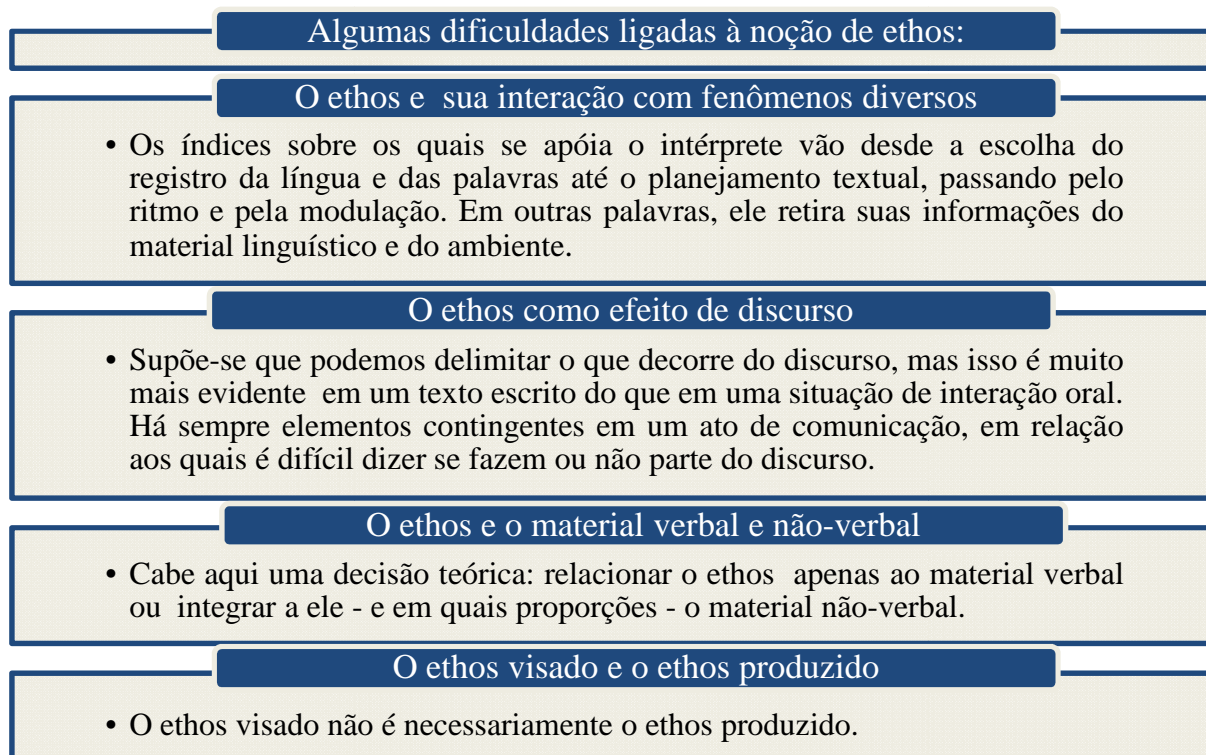 Algumas dificuldades ligadas à noção de ethos:
O ethos e sua interação com fenômenos diversos
• Os índices sobre os quais se apóia o intérprete vão desde a escolha do
registro da língua e das palavras até o planejamento textual, passando pelo
ritmo e pela modulação. Em outras palavras, ele retira suas informações do
material linguístico e do ambiente.
O ethos como efeito de discurso
• Supõe-se que podemos delimitar o que decorre do discurso, mas isso é muito
mais evidente em um texto escrito do que em uma situação de interação oral.
Há sempre elementos contingentes em um ato de comunicação, em relação
aos quais é difícil dizer se fazem ou não parte do discurso.
O ethos e o material verbal e não-verbal
• Cabe aqui uma decisão teórica: relacionar o ethos apenas ao material verbal
ou integrar a ele - e em quais proporções - o material não-verbal.
O ethos visado e o ethos produzido
• O ethos visado não é necessariamente o ethos produzido.